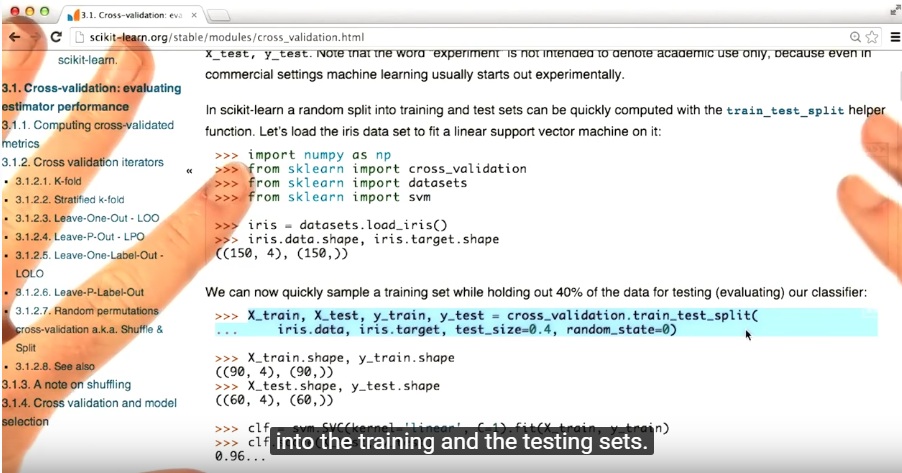 3.1. Cross-validation: eva
scikit-learn.org/stable/modules/cross_validation.html
scikit-learn.
3.1. Cross-validation: evaluating
estimator performance
3.1.1. Computing cross-validated
metrics
3.1.2. Cross validation iterators
3.1.2.1. K-fold
3.1.2.2. Stratified k-fold
3.1.2.3. Leave-One-Out - LOO
3.1.2.4. Leave-P-Out - LPO
3.1.2.5. Leave-One-Label-Out -
LOLO
3.1.2.6. Leave-P-Label-Out
3.1.2.7. Random permutations
cross-validation a.k.a. Shuffle &
Split
3.1.2.8. See also
3.1.3. A note on shuffling
3.1.4. Cross validation and model
selection
«
X_test, y_test. Note that the word "experiment" is not intended to denote academic use only, because even in
commercial settings machine learning usually starts out experimentally.
In scikit-learn a random split into training and test sets can be quickly computed with the train_test_split helper
function. Let's load the iris data set to fit a linear support vector machine on it:
>>> import numpy as np
>>> from sklearn import cross_validation
>>> from sklearn import datasets
>>> from sklearn import svm
>>> iris = datasets.load_iris()
>>> iris.data.shape, iris.target.shape
((150, 4), (150,))
We can now quickly sample a training set while holding out 40% of the data for testing (evaluating) our classifier:
>>> X_train, X_test, y_train, y_test = cross_validation.train_test_split(
... iris.data, iris.target, test_size=0.4, random_state=0)
>>> X_train.shape, y_train.shape
((90, 4), (90,))
>>> X_test.shape, y_test.shape
((60, 4), (60,))
>>> clf = svm.SVC(kernel='linear', C=1).fit(X_train, y_train)
>>> clf
0.96...
into the training and the testing sets.